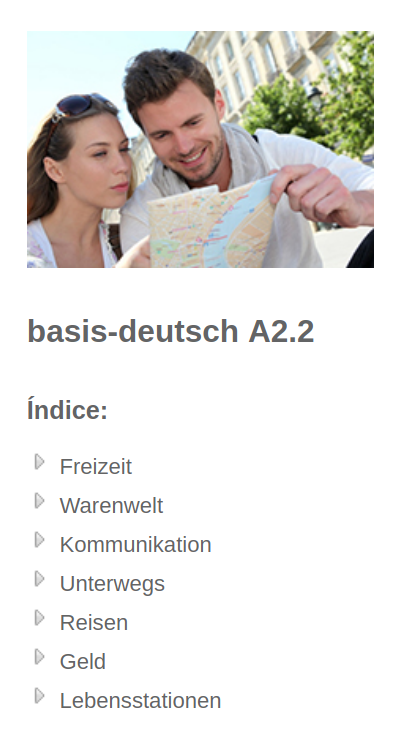 basis-deutsch A2.2
Índice:
Freizeit
Warenwelt
Kommunikation
Unterwegs
Reisen
Geld
Lebensstationen